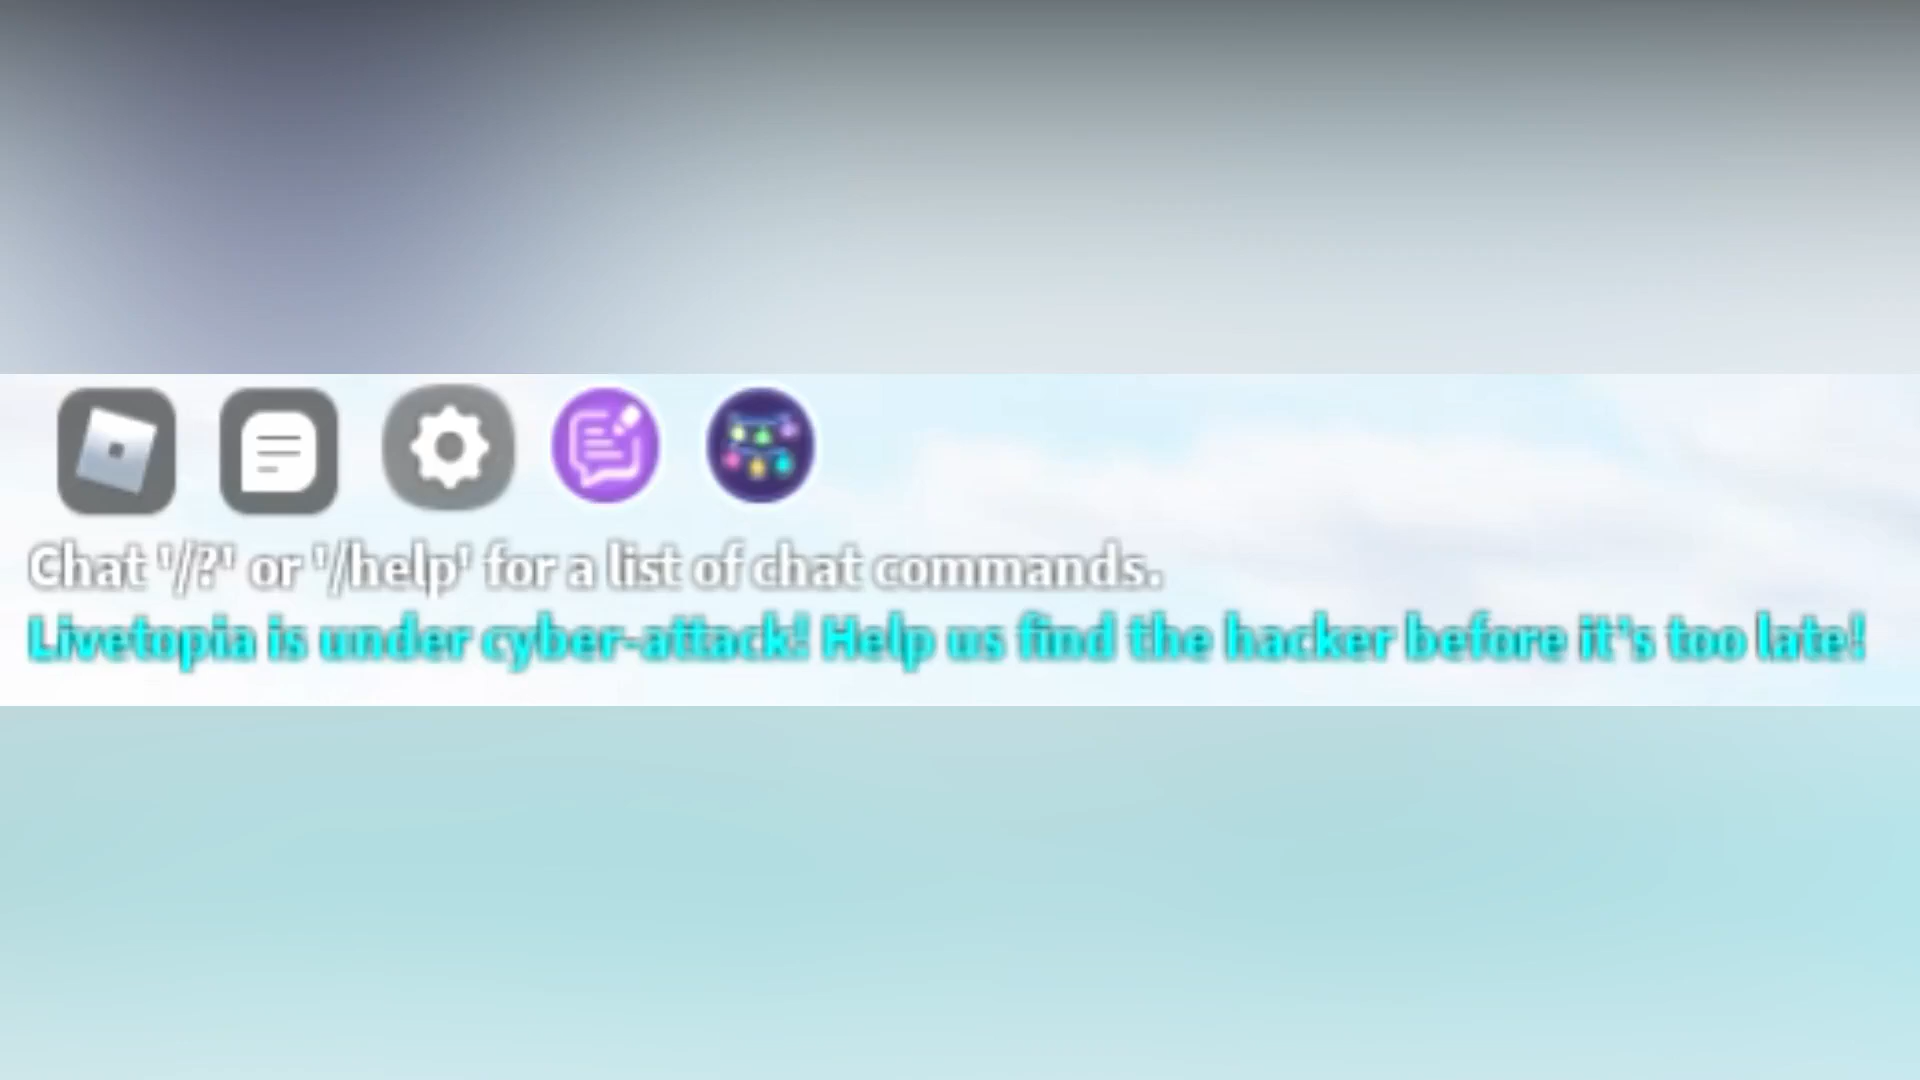 Chat '/?' or '/help' for a list of chat commands.
Livetopia is under cyber-attack! Help us find the hacker before it's too late!